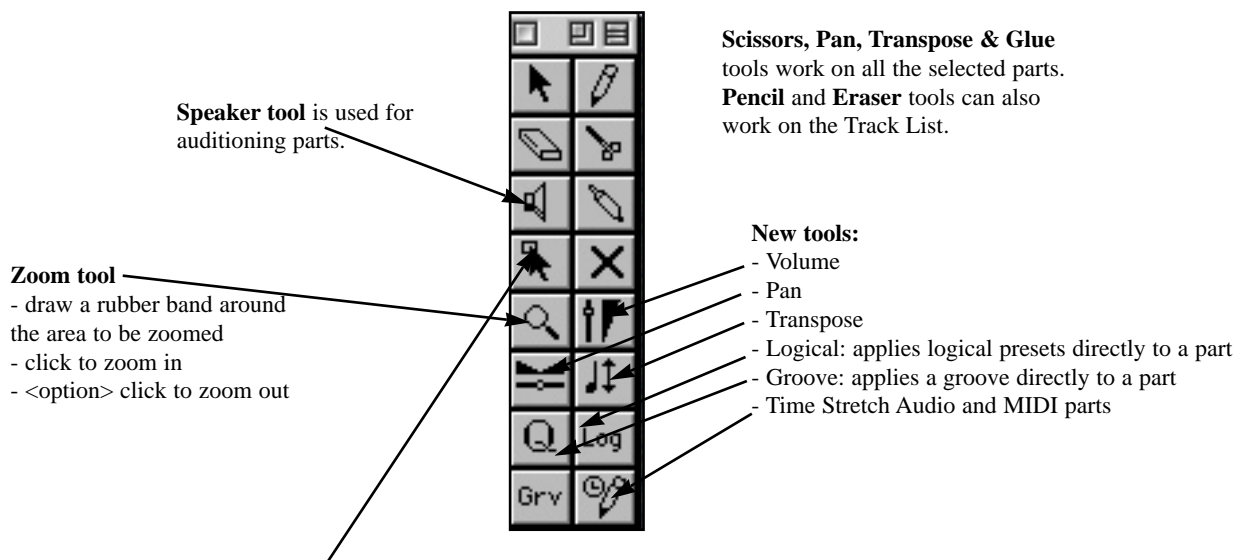 Scissors, Pan, Transpose & Glue
tools work on all the selected parts.
Pencil and Eraser tools can also
work on the Track List.
Speaker tool is used for
auditioning parts.
Zoom tool
- draw a rubber band around
the area to be zoomed
- click to zoom in
- <option> click to zoom out
New tools:
- Volume
- Pan
- Transpose
- Logical: applies logical presets directly to a part
- Groove: applies a groove directly to a part
- Time Stretch Audio and MIDI parts
Q
Log
Grv